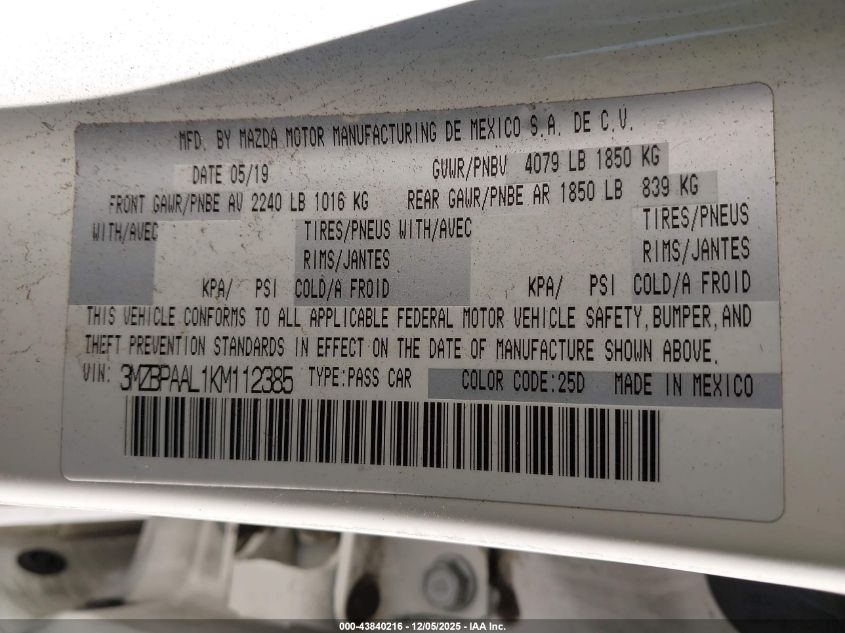 MFD. BY MAZDA MOTOR MANUFACTURING DE MEXICO S.A. DE C.V.
DATE 05/19 GVWR/PNBV 4079 LB 1850 KG
FRONT GAWR/PNBE AV 2240 LB 1016 KG REAR GAWR/PNBE AR 1850 LB 839 KG
WITH/AVEC TIRES/PNEUS WITH/AVEC TIRES/PNEUS
RIMS/JANTES RIMS/JANTES
KPA/ PSI COLD/A FROID KPA/ PSI COLD/A FROID
THIS VEHICLE CONFORMS TO ALL APPLICABLE FEDERAL MOTOR VEHICLE SAFETY, BUMPER, AND
THEFT PREVENTION STANDARDS IN EFFECT ON THE DATE OF MANUFACTURE SHOWN ABOVE.
VIN: 3MZBPAAL1KM112385 TYPE:PASS CAR COLOR CODE:25D MADE IN MEXICO
000-43840216 - 12/05/2025 - IAA Inc.